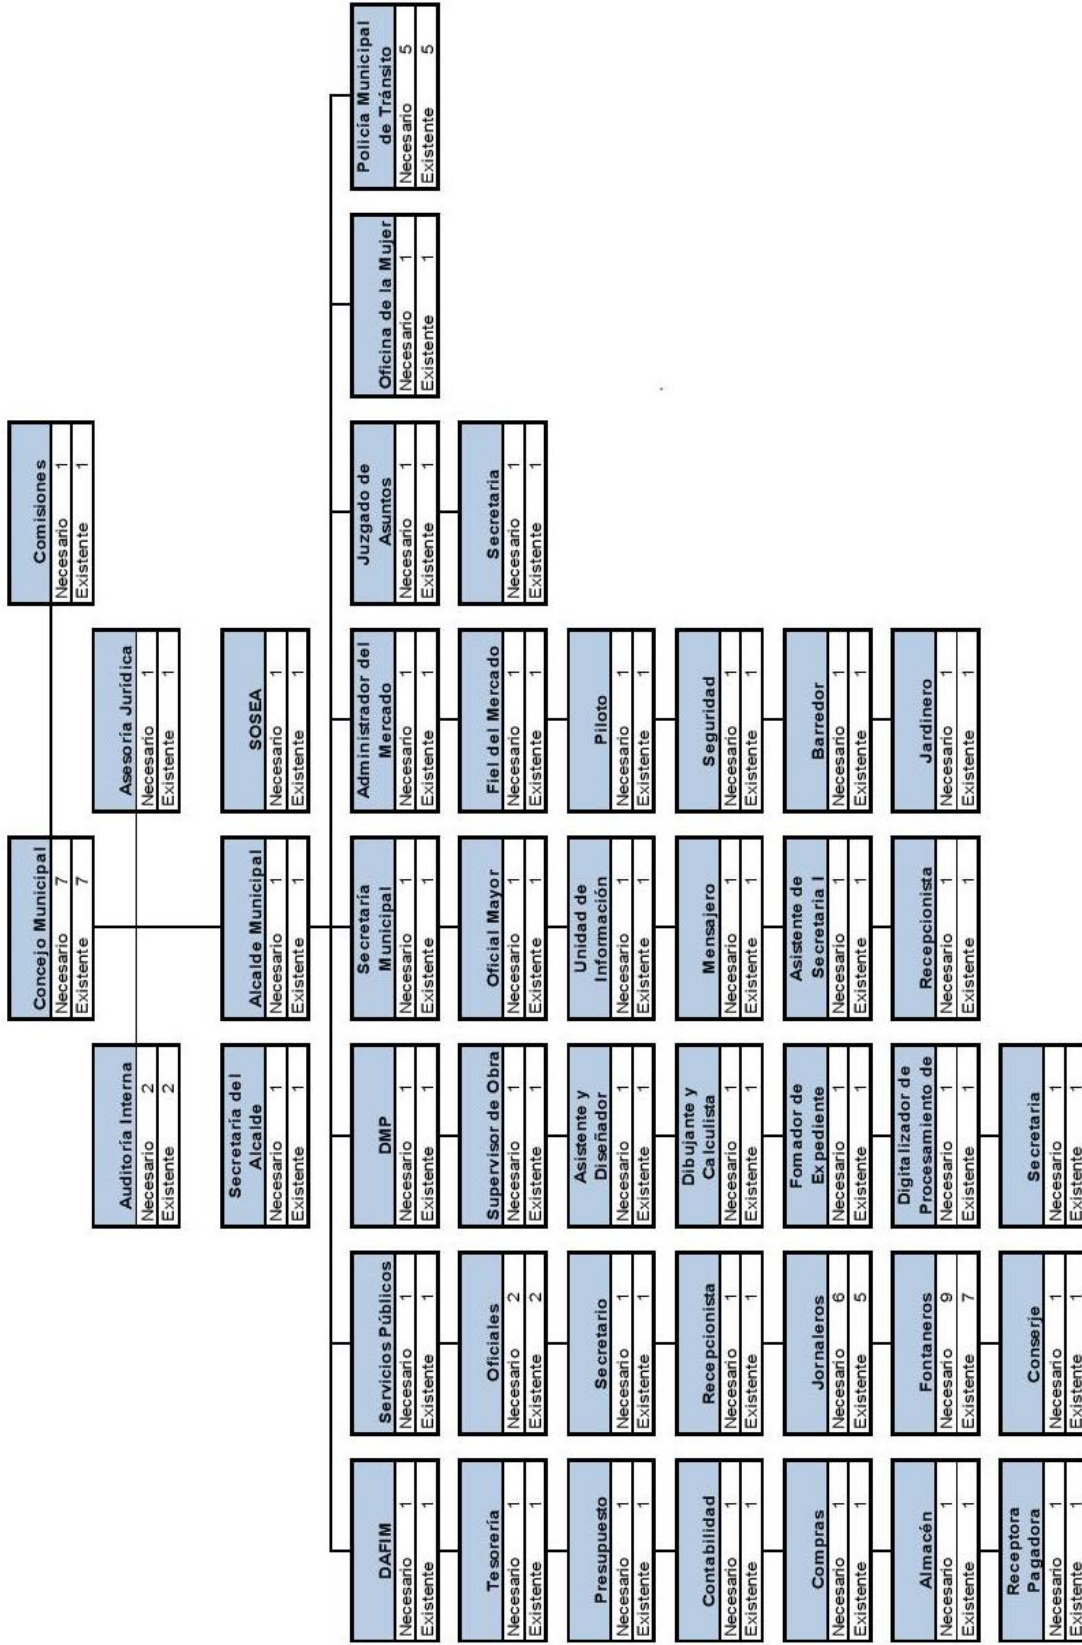 Concejo Municipal
Necesario 7
Existente 7
Comisiones
Necesario 1
Existente 1
Auditoría Interna
Necesario 2
Existente 2
Asesoría Jurídica
Necesario 1
Existente 1
Secretaría del
Alcalde
Necesario 1
Existente 1
Alcalde Municipal
Necesario 1
Existente 1
SOSEA
Necesario 1
Existente 1
DAFIM
Necesario 1
Existente 1
Servicios Públicos
Necesario 1
Existente 1
DMP
Necesario 1
Existente 1
Secretaría
Municipal
Necesario 1
Existente 1
Administrador del
Mercado
Necesario 1
Existente 1
Juzgado de
Asuntos
Necesario 1
Existente 1
Oficina de la Mujer
Necesario 1
Existente 1
Policía Municipal
de Tránsito
Necesario 5
Existente 5
Tesorería
Necesario 1
Existente 1
Oficiales
Necesario 2
Existente 2
Supervisor de Obra
Necesario 1
Existente 1
Oficial Mayor
Necesario 1
Existente 1
Fiel del Mercado
Necesario 1
Existente 1
Secretaria
Necesario 1
Existente 1
Presupuesto
Necesario 1
Existente 1
Secretario
Necesario 1
Existente 1
Asistente y
Diseñador
Necesario 1
Existente 1
Unidad de
Información
Necesario 1
Existente 1
Piloto
Necesario 1
Existente 1
Contabilidad
Necesario 1
Existente 1
Recepcionista
Necesario 1
Existente 1
Dibujante y
Calculista
Necesario 1
Existente 1
Mensajero
Necesario 1
Existente 1
Seguridad
Necesario 1
Existente 1
Compras
Necesario 1
Existente 1
Jornaleros
Necesario 6
Existente 5
Fomador de
Expediente
Necesario 1
Existente 1
Asistente de
Secretaria I
Necesario 1
Existente 1
Barredor
Necesario 1
Existente 1
Almacén
Necesario 1
Existente 1
Fontaneros
Necesario 9
Existente 7
Digitalizador de
Procesamiento de
Necesario 1
Existente 1
Recepcionista
Necesario 1
Existente 1
Jardinero
Necesario 1
Existente 1
Receptora
Pagadora
Necesario 1
Existente 1
Conserje
Necesario 1
Existente 1
Secretaria
Necesario 1
Existente 1